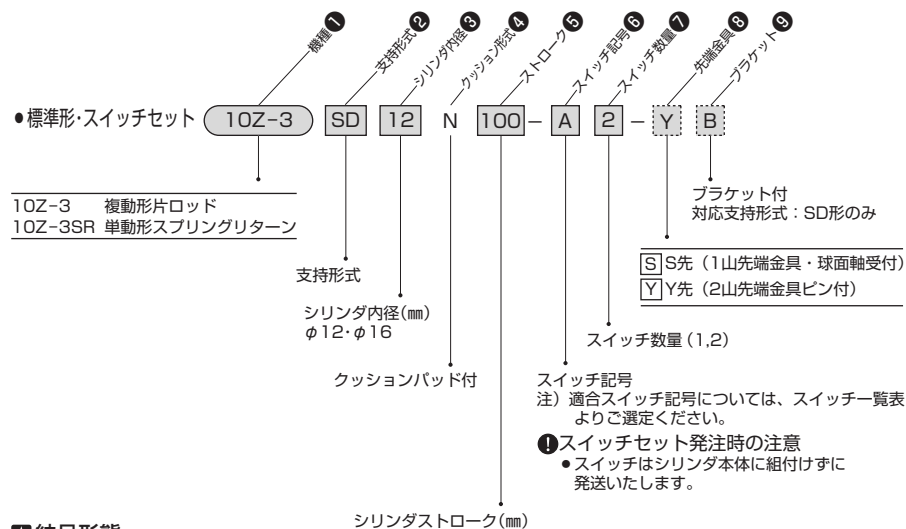 機種❶
支持形式❷
シリンダ内径❸
クッション形式❹
ストローク❺
スイッチ記号❻
スイッチ数量❼
先端金具❽
ブラケット❾
●標準形・スイッチセット 10Z-3 SD 12 N 100 - A 2 - Y B
10Z-3 複動形片ロッド
10Z-3SR 単動形スプリングリターン
支持形式
シリンダ内径(㎜)
φ12・φ16
クッションパッド付
ブラケット付
対応支持形式：SD形のみ
S S先（1山先端金具・球面軸受付）
Y Y先（2山先端金具ピン付）
スイッチ数量（1,2）
スイッチ記号
注）適合スイッチ記号については、スイッチ一覧表
よりご選定ください。
❗スイッチセット発注時の注意
●スイッチはシリンダ本体に組付けずに
発送いたします。
シリンダストローク(㎜)